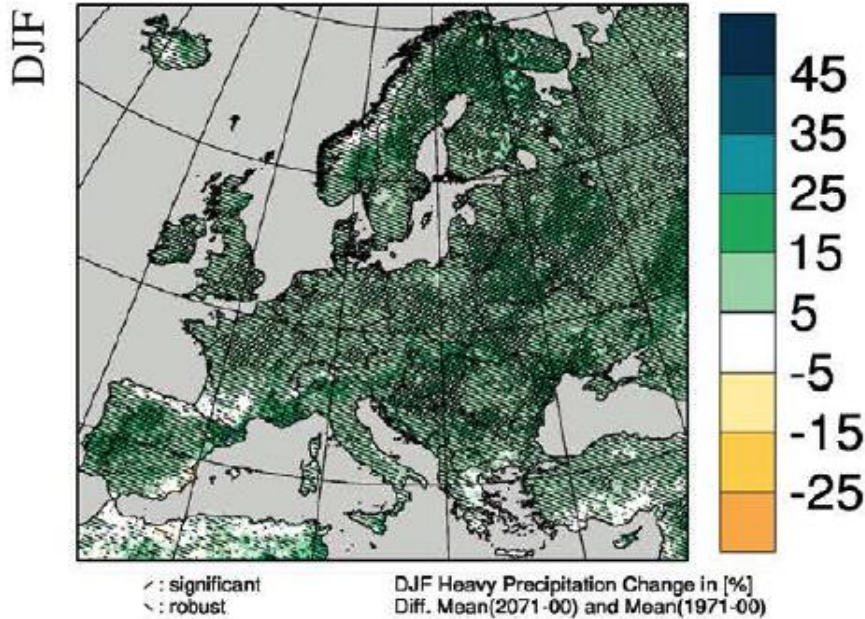 DJF
45
35
25
15
5
-5
-15
-25
⟋ : significant
⟍ : robust
DJF Heavy Precipitation Change in [%]
Diff. Mean(2071-00) and Mean(1971-00)